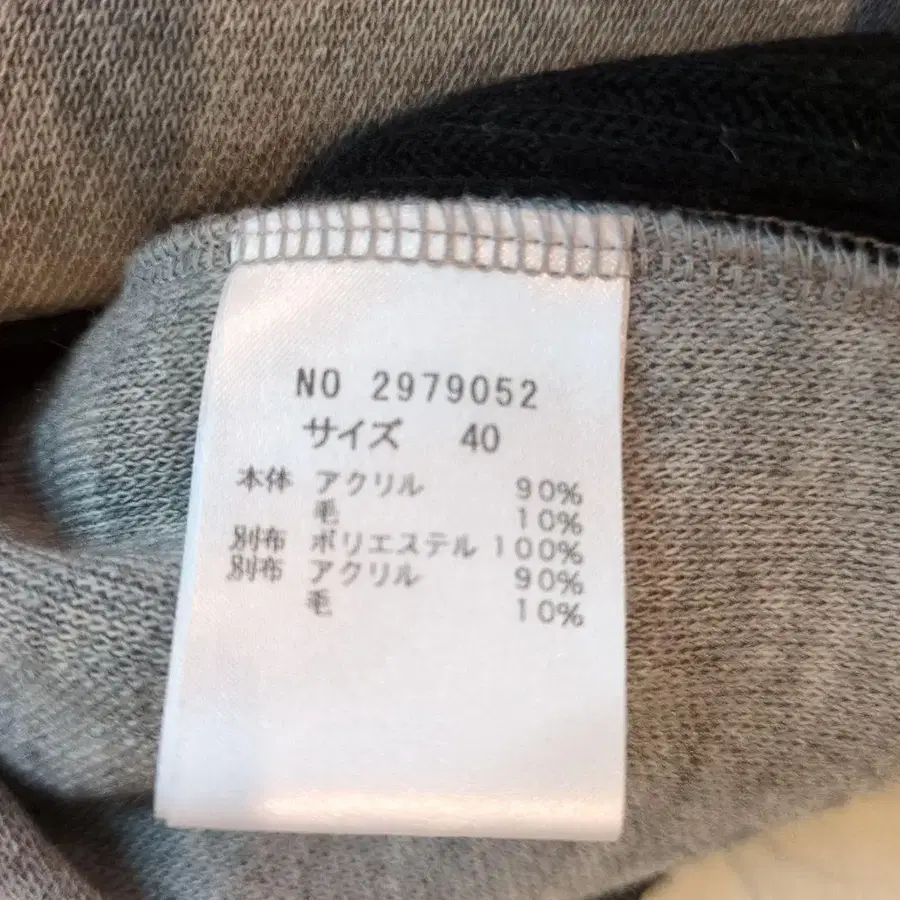 NO 2979052
サイズ 40
本体 アクリル 90%
毛 10%
別布 ポリエステル 100%
別布 アクリル 90%
毛 10%